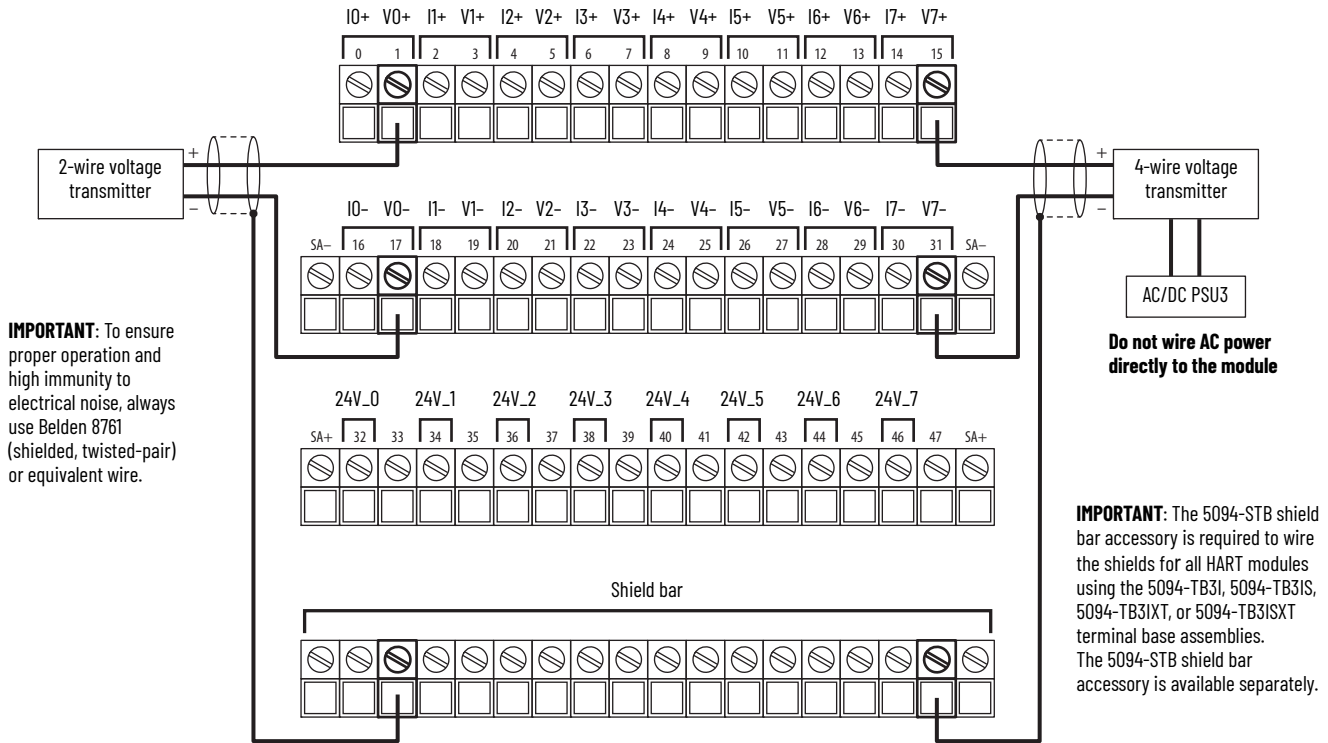 I0+ V0+ I1+ V1+ I2+ V2+ I3+ V3+ I4+ V4+ I5+ V5+ I6+ V6+ I7+ V7+
0 1 2 3 4 5 6 7 8 9 10 11 12 13 14 15
2-wire voltage
transmitter
+
−
4-wire voltage
transmitter
+
−
I0− V0− I1− V1− I2− V2− I3− V3− I4− V4− I5− V5− I6− V6− I7− V7−
SA− 16 17 18 19 20 21 22 23 24 25 26 27 28 29 30 31 SA−
AC/DC PSU3
Do not wire AC power
directly to the module
IMPORTANT: To ensure
proper operation and
high immunity to
electrical noise, always
use Belden 8761
(shielded, twisted-pair)
or equivalent wire.
24V_0 24V_1 24V_2 24V_3 24V_4 24V_5 24V_6 24V_7
SA+ 32 33 34 35 36 37 38 39 40 41 42 43 44 45 46 47 SA+
IMPORTANT: The 5094-STB shield
bar accessory is required to wire
the shields for all HART modules
using the 5094-TB3I, 5094-TB3IS,
5094-TB3IXT, or 5094-TB3ISXT
terminal base assemblies.
The 5094-STB shield bar
accessory is available separately.
Shield bar